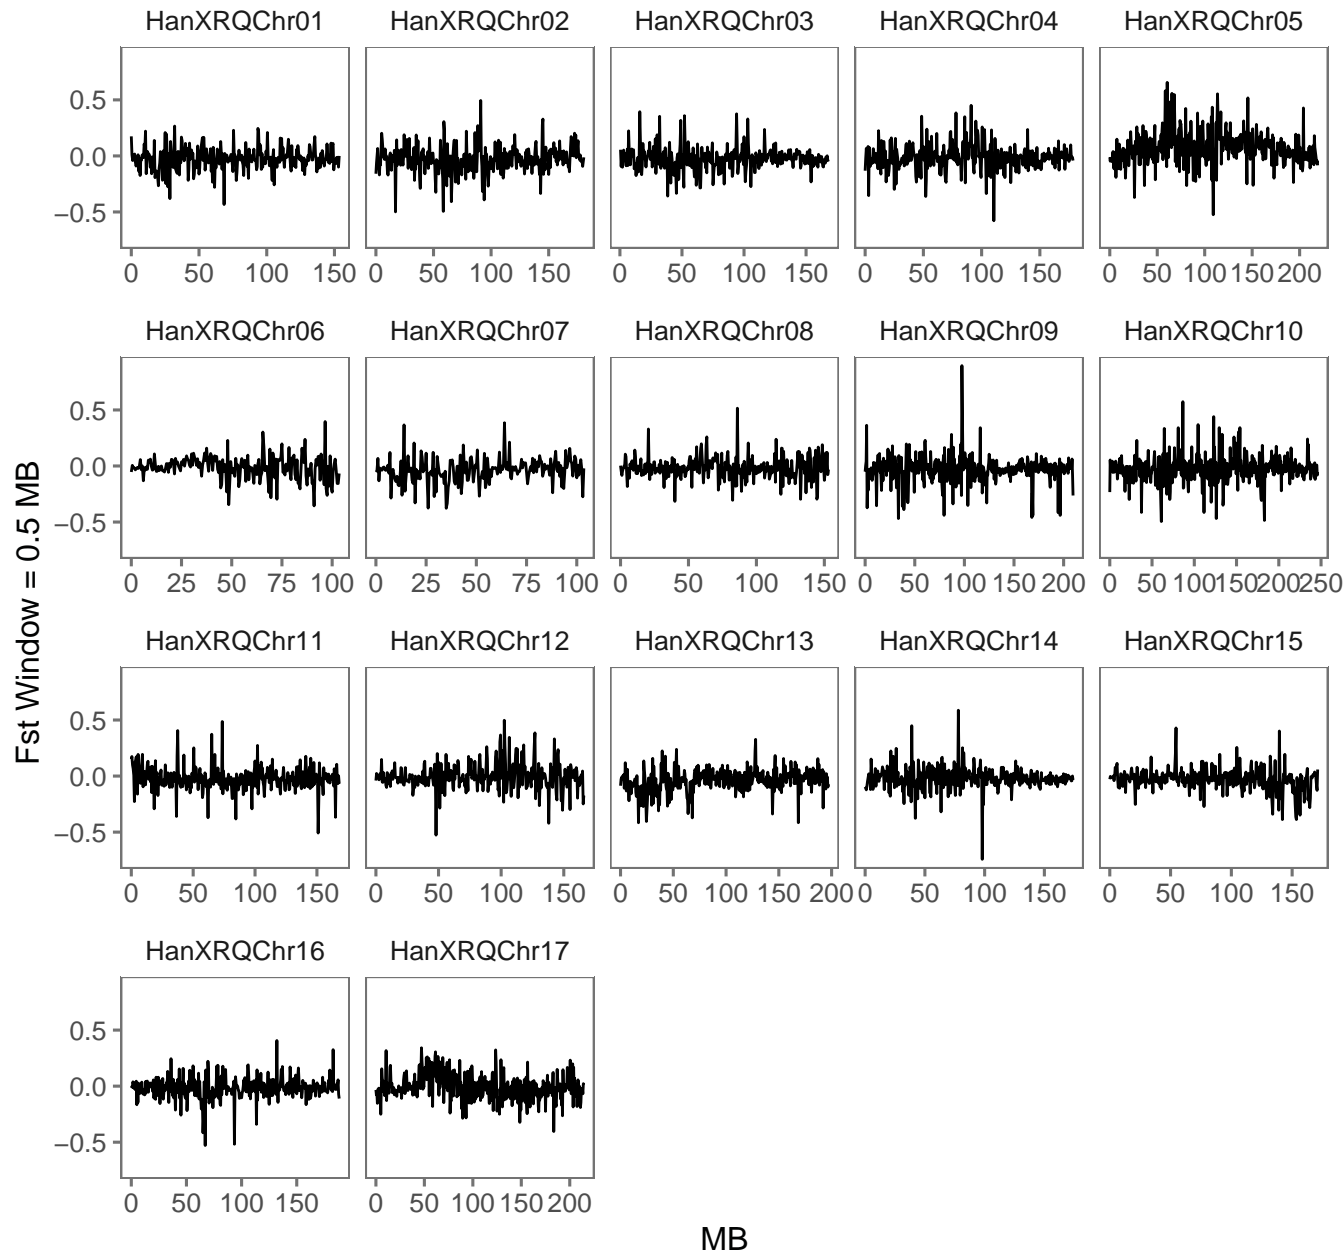 HanXRQChr01 HanXRQChr02 HanXRQChr03 HanXRQChr04 HanXRQChr05
0.5
0.0
−0.5
0 50 100 150 0 50 100 150 0 50 100 150 0 50 100 150 0 50 100 150 200
HanXRQChr06 HanXRQChr07 HanXRQChr08 HanXRQChr09 HanXRQChr10
0.5
0.0
−0.5
0 25 50 75 100 0 25 50 75 100 0 50 100 150 0 50 100 150 200 0 50 100 150 200 250
HanXRQChr11 HanXRQChr12 HanXRQChr13 HanXRQChr14 HanXRQChr15
0.5
0.0
−0.5
0 50 100 150 0 50 100 150 0 50 100 150 200 0 50 100 150 0 50 100 150
HanXRQChr16 HanXRQChr17
0.5
0.0
−0.5
0 50 100 150 0 50 100 150 200
Fst Window = 0.5 MB
MB